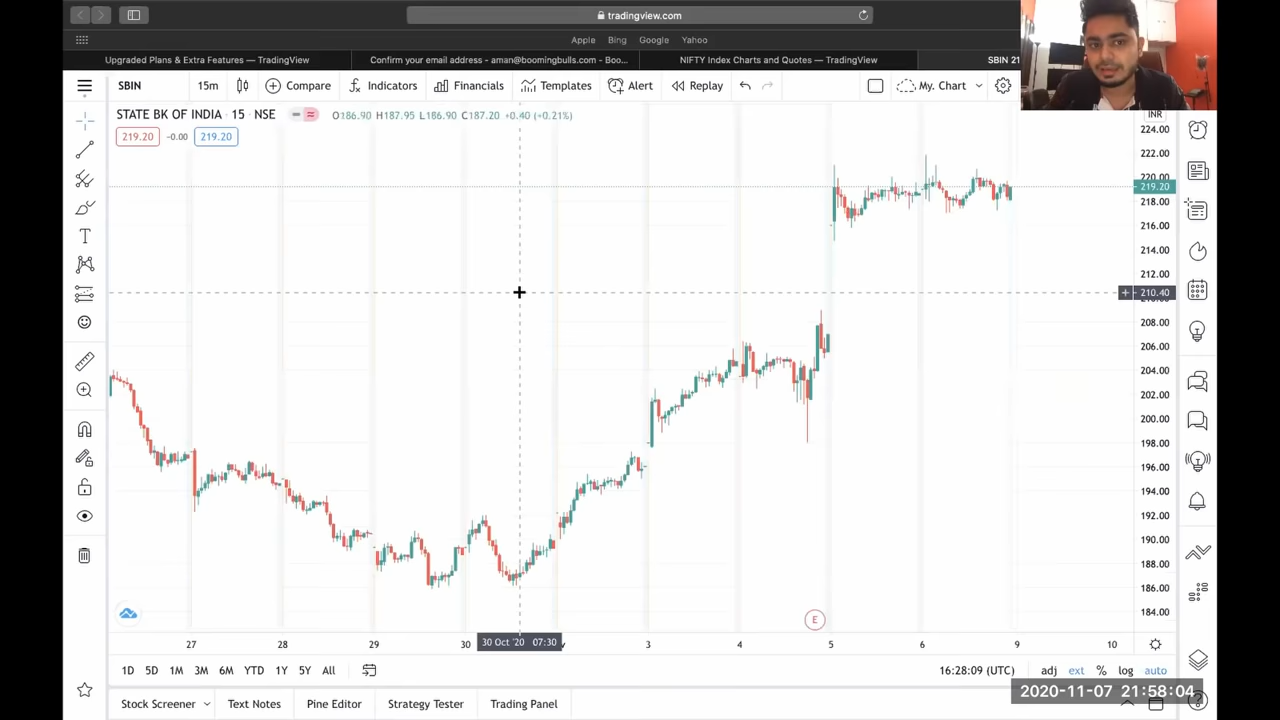 tradingview.com
Apple Bing Google Yahoo
Upgraded Plans & Extra Features — TradingView Confirm your email address - aman@boomingbulls.com - Boo... NIFTY Index Charts and Quotes — TradingView SBIN 21
SBIN 15m Compare Indicators Financials Templates Alert Replay My. Chart
STATE BK OF INDIA · 15 · NSE O186.90 H187.95 L186.90 C187.20 +0.40 (+0.21%)
INR
219.20 -0.00 219.20
224.00
222.00
220.00
219.20
218.00
216.00
214.00
212.00
210.40
208.00
206.00
204.00
202.00
200.00
198.00
196.00
194.00
192.00
190.00
188.00
186.00
184.00
E
27 28 29 30 30 Oct '20 07:30 3 4 5 6 9 10
1D 5D 1M 3M 6M YTD 1Y 5Y All 16:28:09 (UTC) adj ext % log auto
2020-11-07 21:58:04
Stock Screener Text Notes Pine Editor Strategy Tester Trading Panel